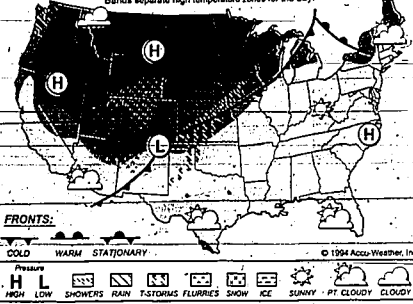 Bands separate high temperature zones for the day.
H
H
H
L
H
FRONTS:
COLD WARM STATIONARY
© 1994 Accu-Weather, In
Pressure
H L
HIGH LOW SHOWERS RAIN T-STORMS FLURRIES SNOW ICE SUNNY PT. CLOUDY CLOUDY